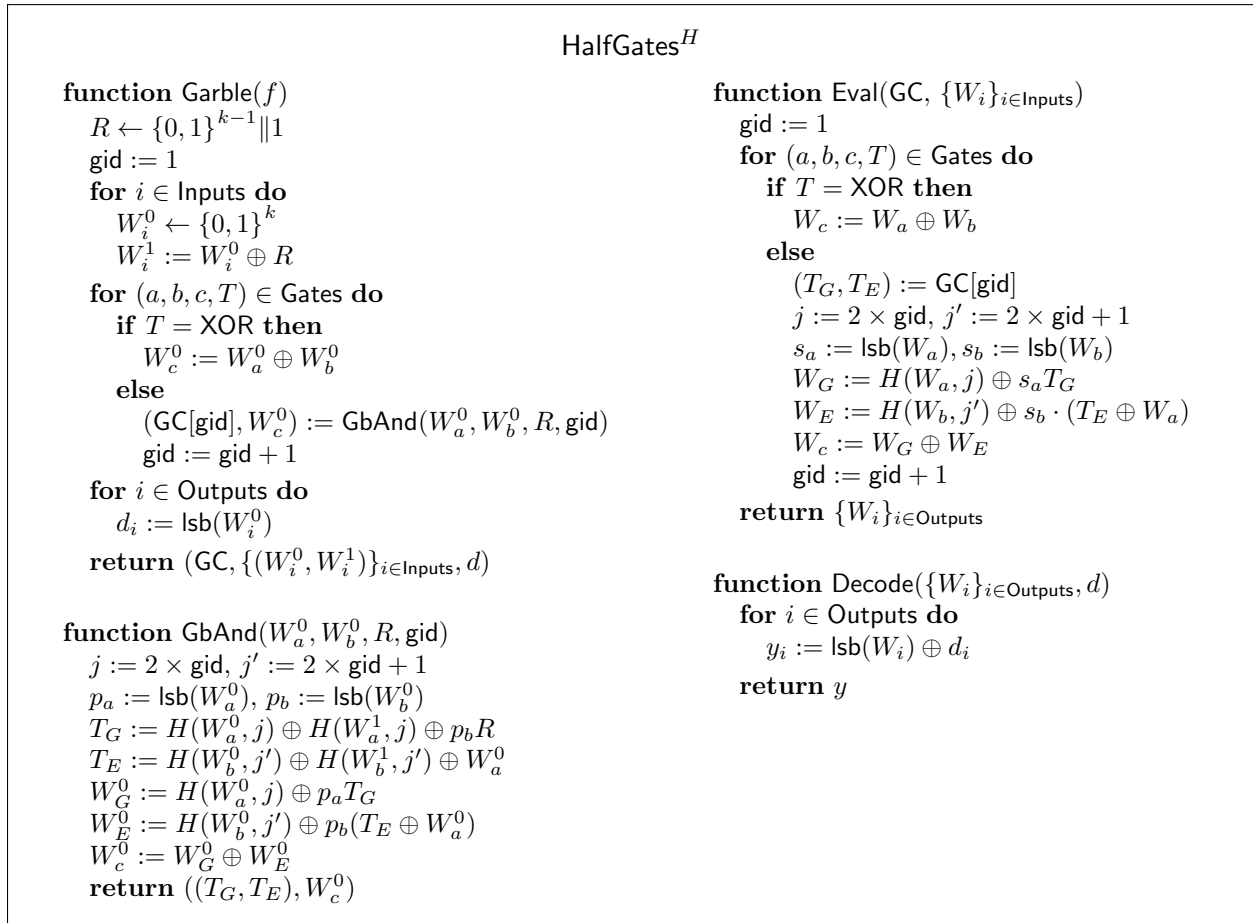 HalfGates^H
function Garble(f)
R ← {0, 1}^{k−1}∥1
gid := 1
for i ∈ Inputs do
W_i^0 ← {0, 1}^k
W_i^1 := W_i^0 ⊕ R
for (a, b, c, T) ∈ Gates do
if T = XOR then
W_c^0 := W_a^0 ⊕ W_b^0
else
(GC[gid], W_c^0) := GbAnd(W_a^0, W_b^0, R, gid)
gid := gid + 1
for i ∈ Outputs do
d_i := lsb(W_i^0)
return (GC, {(W_i^0, W_i^1)}_{i∈Inputs}, d)
function GbAnd(W_a^0, W_b^0, R, gid)
j := 2 × gid, j′ := 2 × gid + 1
p_a := lsb(W_a^0), p_b := lsb(W_b^0)
T_G := H(W_a^0, j) ⊕ H(W_a^1, j) ⊕ p_b R
T_E := H(W_b^0, j′) ⊕ H(W_b^1, j′) ⊕ W_a^0
W_G^0 := H(W_a^0, j) ⊕ p_a T_G
W_E^0 := H(W_b^0, j′) ⊕ p_b(T_E ⊕ W_a^0)
W_c^0 := W_G^0 ⊕ W_E^0
return ((T_G, T_E), W_c^0)
function Eval(GC, {W_i}_{i∈Inputs})
gid := 1
for (a, b, c, T) ∈ Gates do
if T = XOR then
W_c := W_a ⊕ W_b
else
(T_G, T_E) := GC[gid]
j := 2 × gid, j′ := 2 × gid + 1
s_a := lsb(W_a), s_b := lsb(W_b)
W_G := H(W_a, j) ⊕ s_a T_G
W_E := H(W_b, j′) ⊕ s_b · (T_E ⊕ W_a)
W_c := W_G ⊕ W_E
gid := gid + 1
return {W_i}_{i∈Outputs}
function Decode({W_i}_{i∈Outputs}, d)
for i ∈ Outputs do
y_i := lsb(W_i) ⊕ d_i
return y